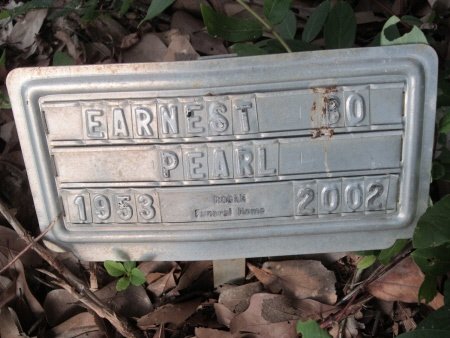 EARNEST BO
PEARL
1953 2002
Funeral Home